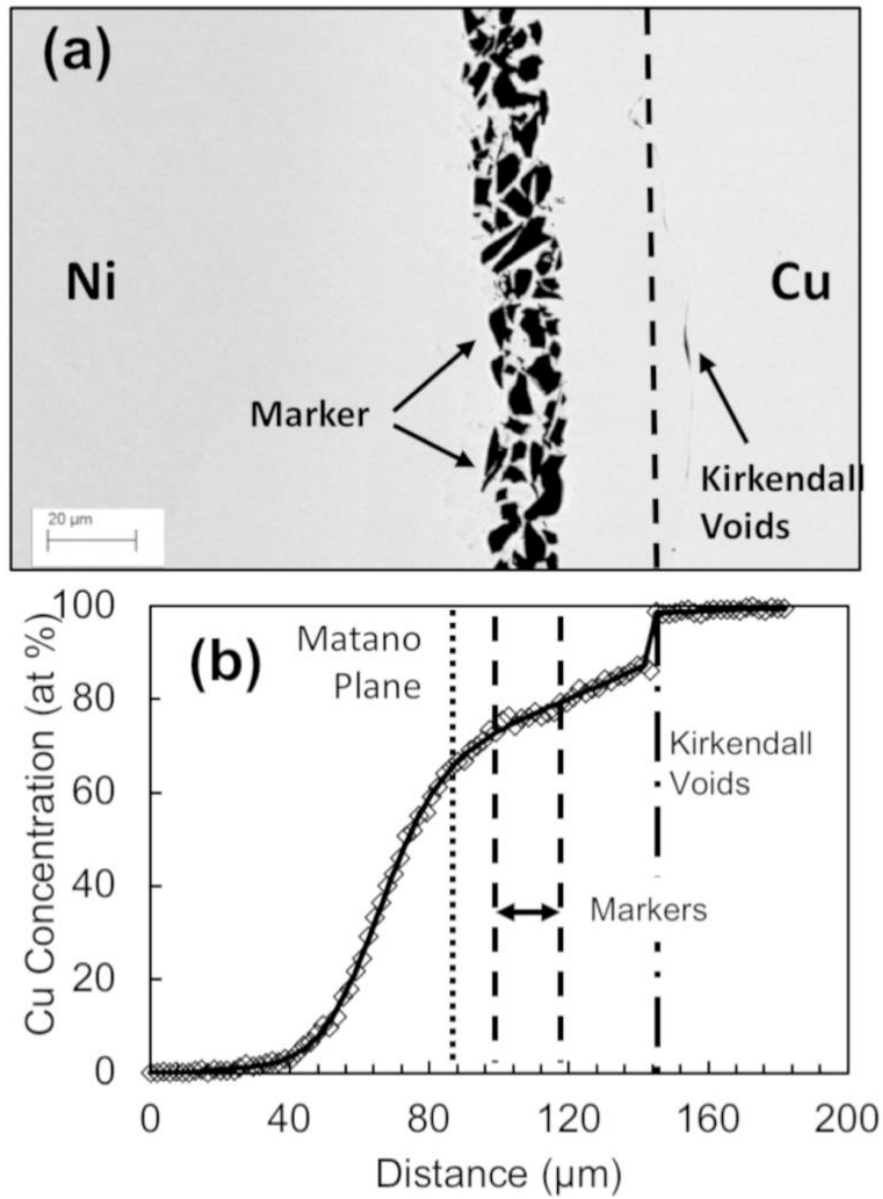 (a)
Ni
Cu
Marker
Kirkendall
Voids
20 µm
100
80
60
40
20
0
Cu Concentration (at %)
(b)
Matano
Plane
Kirkendall
Voids
Markers
0 40 80 120 160 200
Distance (µm)